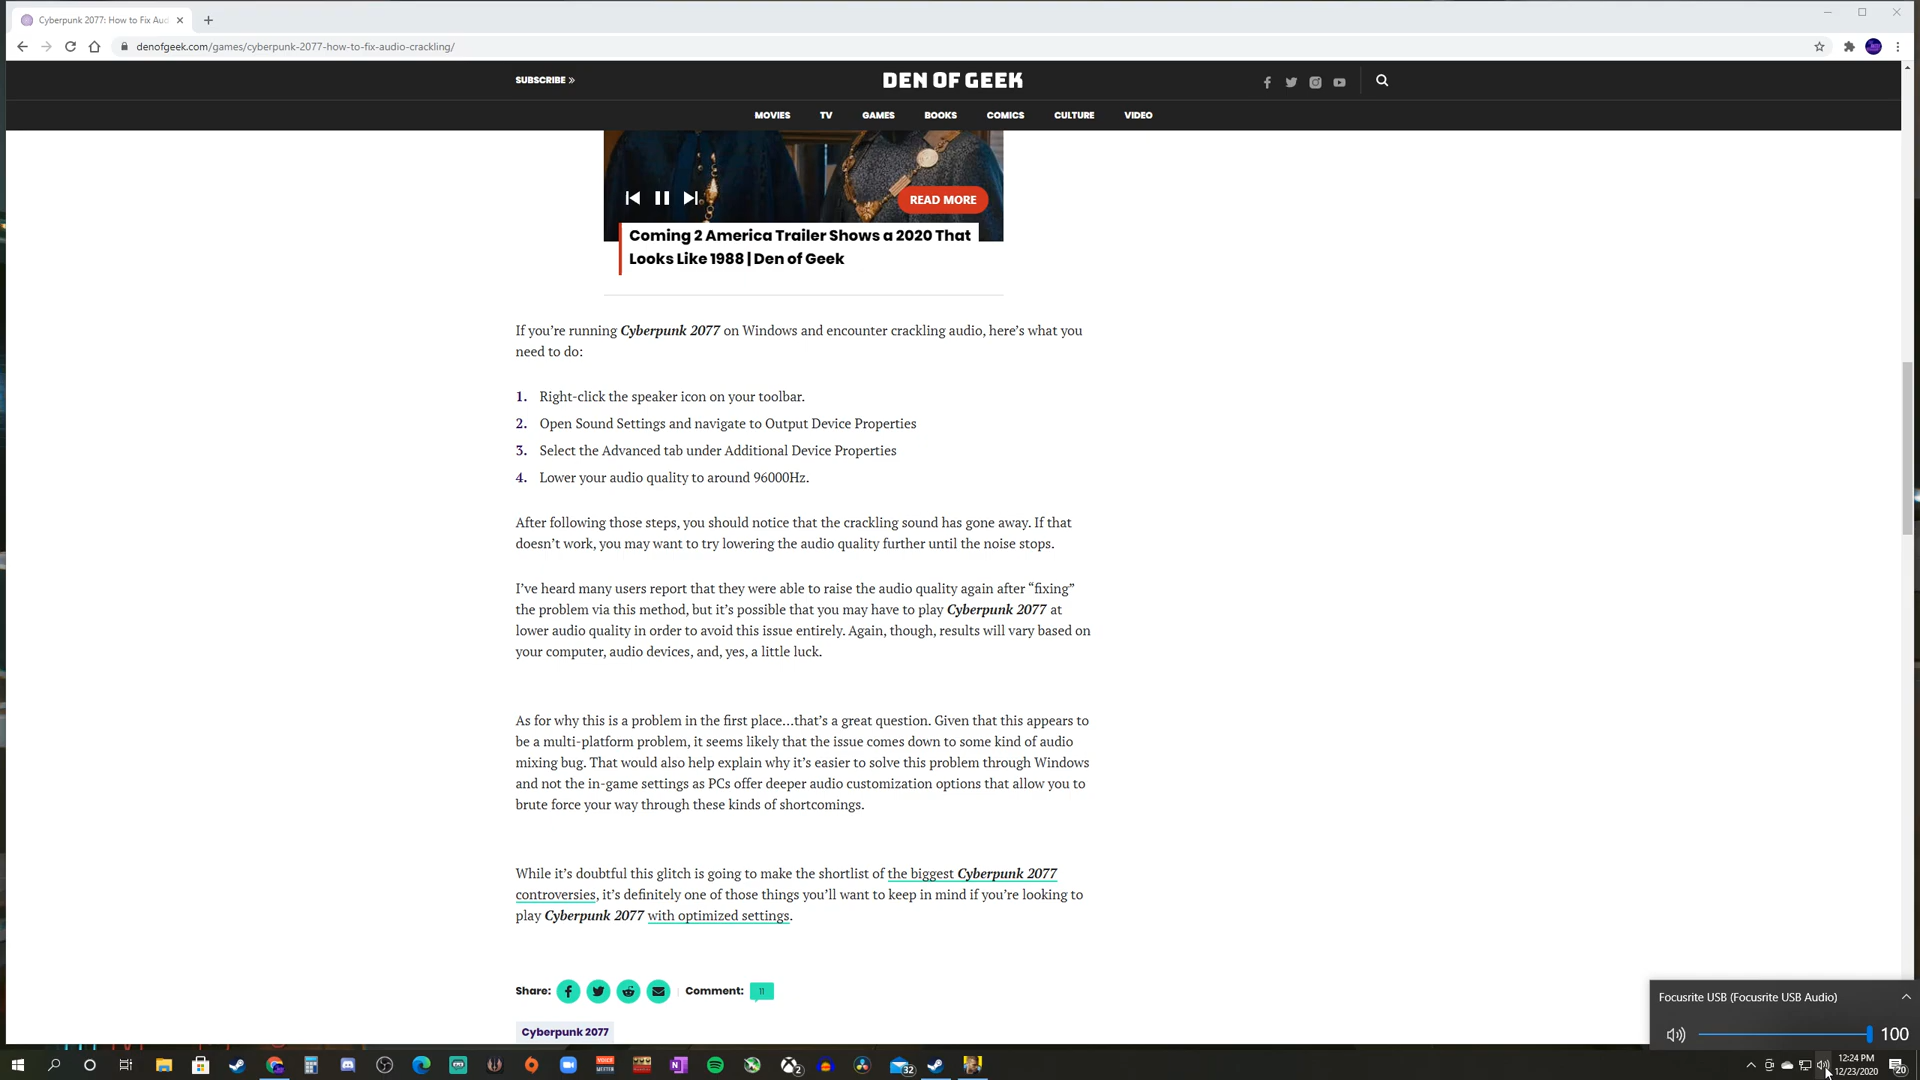 Cyberpunk 2077: How to Fix Aud
denofgeek.com/games/cyberpunk-2077-how-to-fix-audio-crackling/
SUBSCRIBE »
DEN OF GEEK
MOVIES TV GAMES BOOKS COMICS CULTURE VIDEO
READ MORE
Coming 2 America Trailer Shows a 2020 That
Looks Like 1988 | Den of Geek
If you’re running Cyberpunk 2077 on Windows and encounter crackling audio, here’s what you
need to do:
1. Right-click the speaker icon on your toolbar.
2. Open Sound Settings and navigate to Output Device Properties
3. Select the Advanced tab under Additional Device Properties
4. Lower your audio quality to around 96000Hz.
After following those steps, you should notice that the crackling sound has gone away. If that
doesn’t work, you may want to try lowering the audio quality further until the noise stops.
I’ve heard many users report that they were able to raise the audio quality again after “fixing”
the problem via this method, but it’s possible that you may have to play Cyberpunk 2077 at
lower audio quality in order to avoid this issue entirely. Again, though, results will vary based on
your computer, audio devices, and, yes, a little luck.
As for why this is a problem in the first place…that’s a great question. Given that this appears to
be a multi-platform problem, it seems likely that the issue comes down to some kind of audio
mixing bug. That would also help explain why it’s easier to solve this problem through Windows
and not the in-game settings as PCs offer deeper audio customization options that allow you to
brute force your way through these kinds of shortcomings.
While it’s doubtful this glitch is going to make the shortlist of the biggest Cyberpunk 2077
controversies, it’s definitely one of those things you’ll want to keep in mind if you’re looking to
play Cyberpunk 2077 with optimized settings.
Share: Comment: 11
Cyberpunk 2077
Focusrite USB (Focusrite USB Audio)
100
32
2
12:24 PM
12/23/2020
20